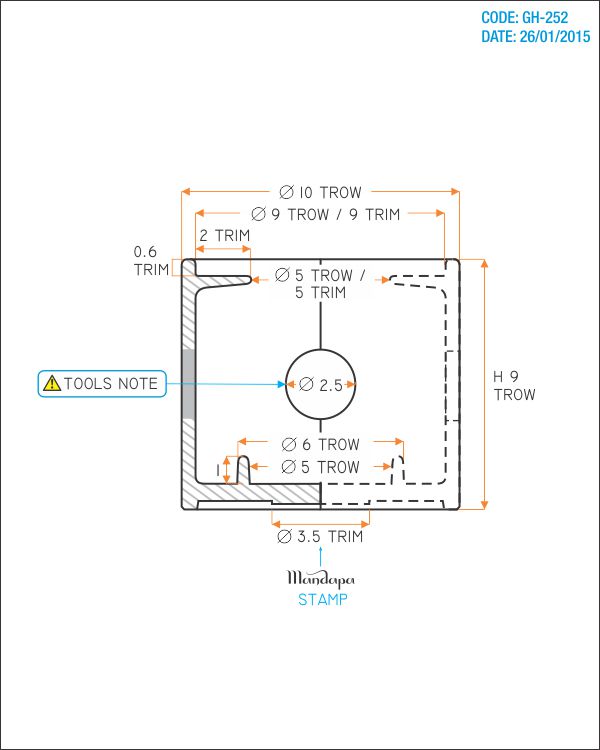 CODE: GH-252
DATE: 26/01/2015
Ø 10 TROW
Ø 9 TROW / 9 TRIM
2 TRIM
0.6
TRIM
Ø 5 TROW /
5 TRIM
⚠ TOOLS NOTE
Ø 2.5
H 9
TROW
Ø 6 TROW
1
Ø 5 TROW
Ø 3.5 TRIM
Mandapa
STAMP